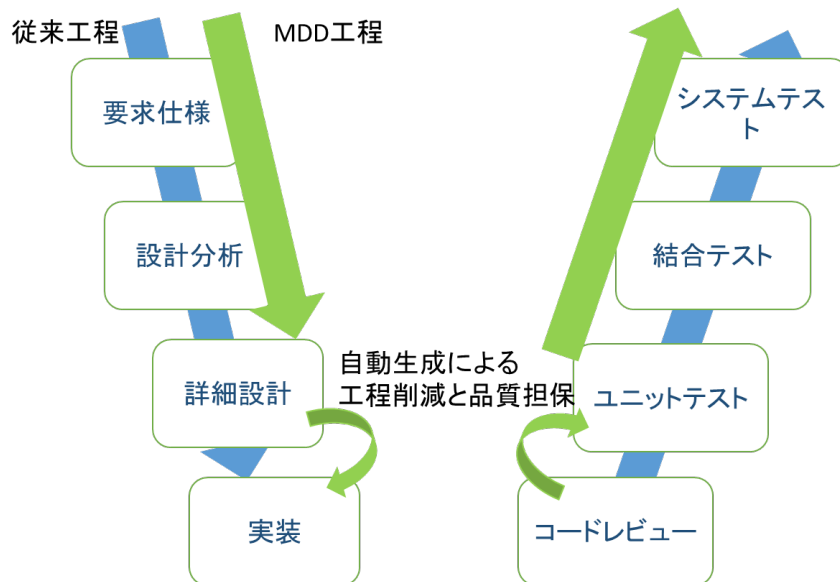 従来工程
MDD工程
要求仕様
設計分析
詳細設計
実装
自動生成による
工程削減と品質担保
システムテス
ト
結合テスト
ユニットテスト
コードレビュー